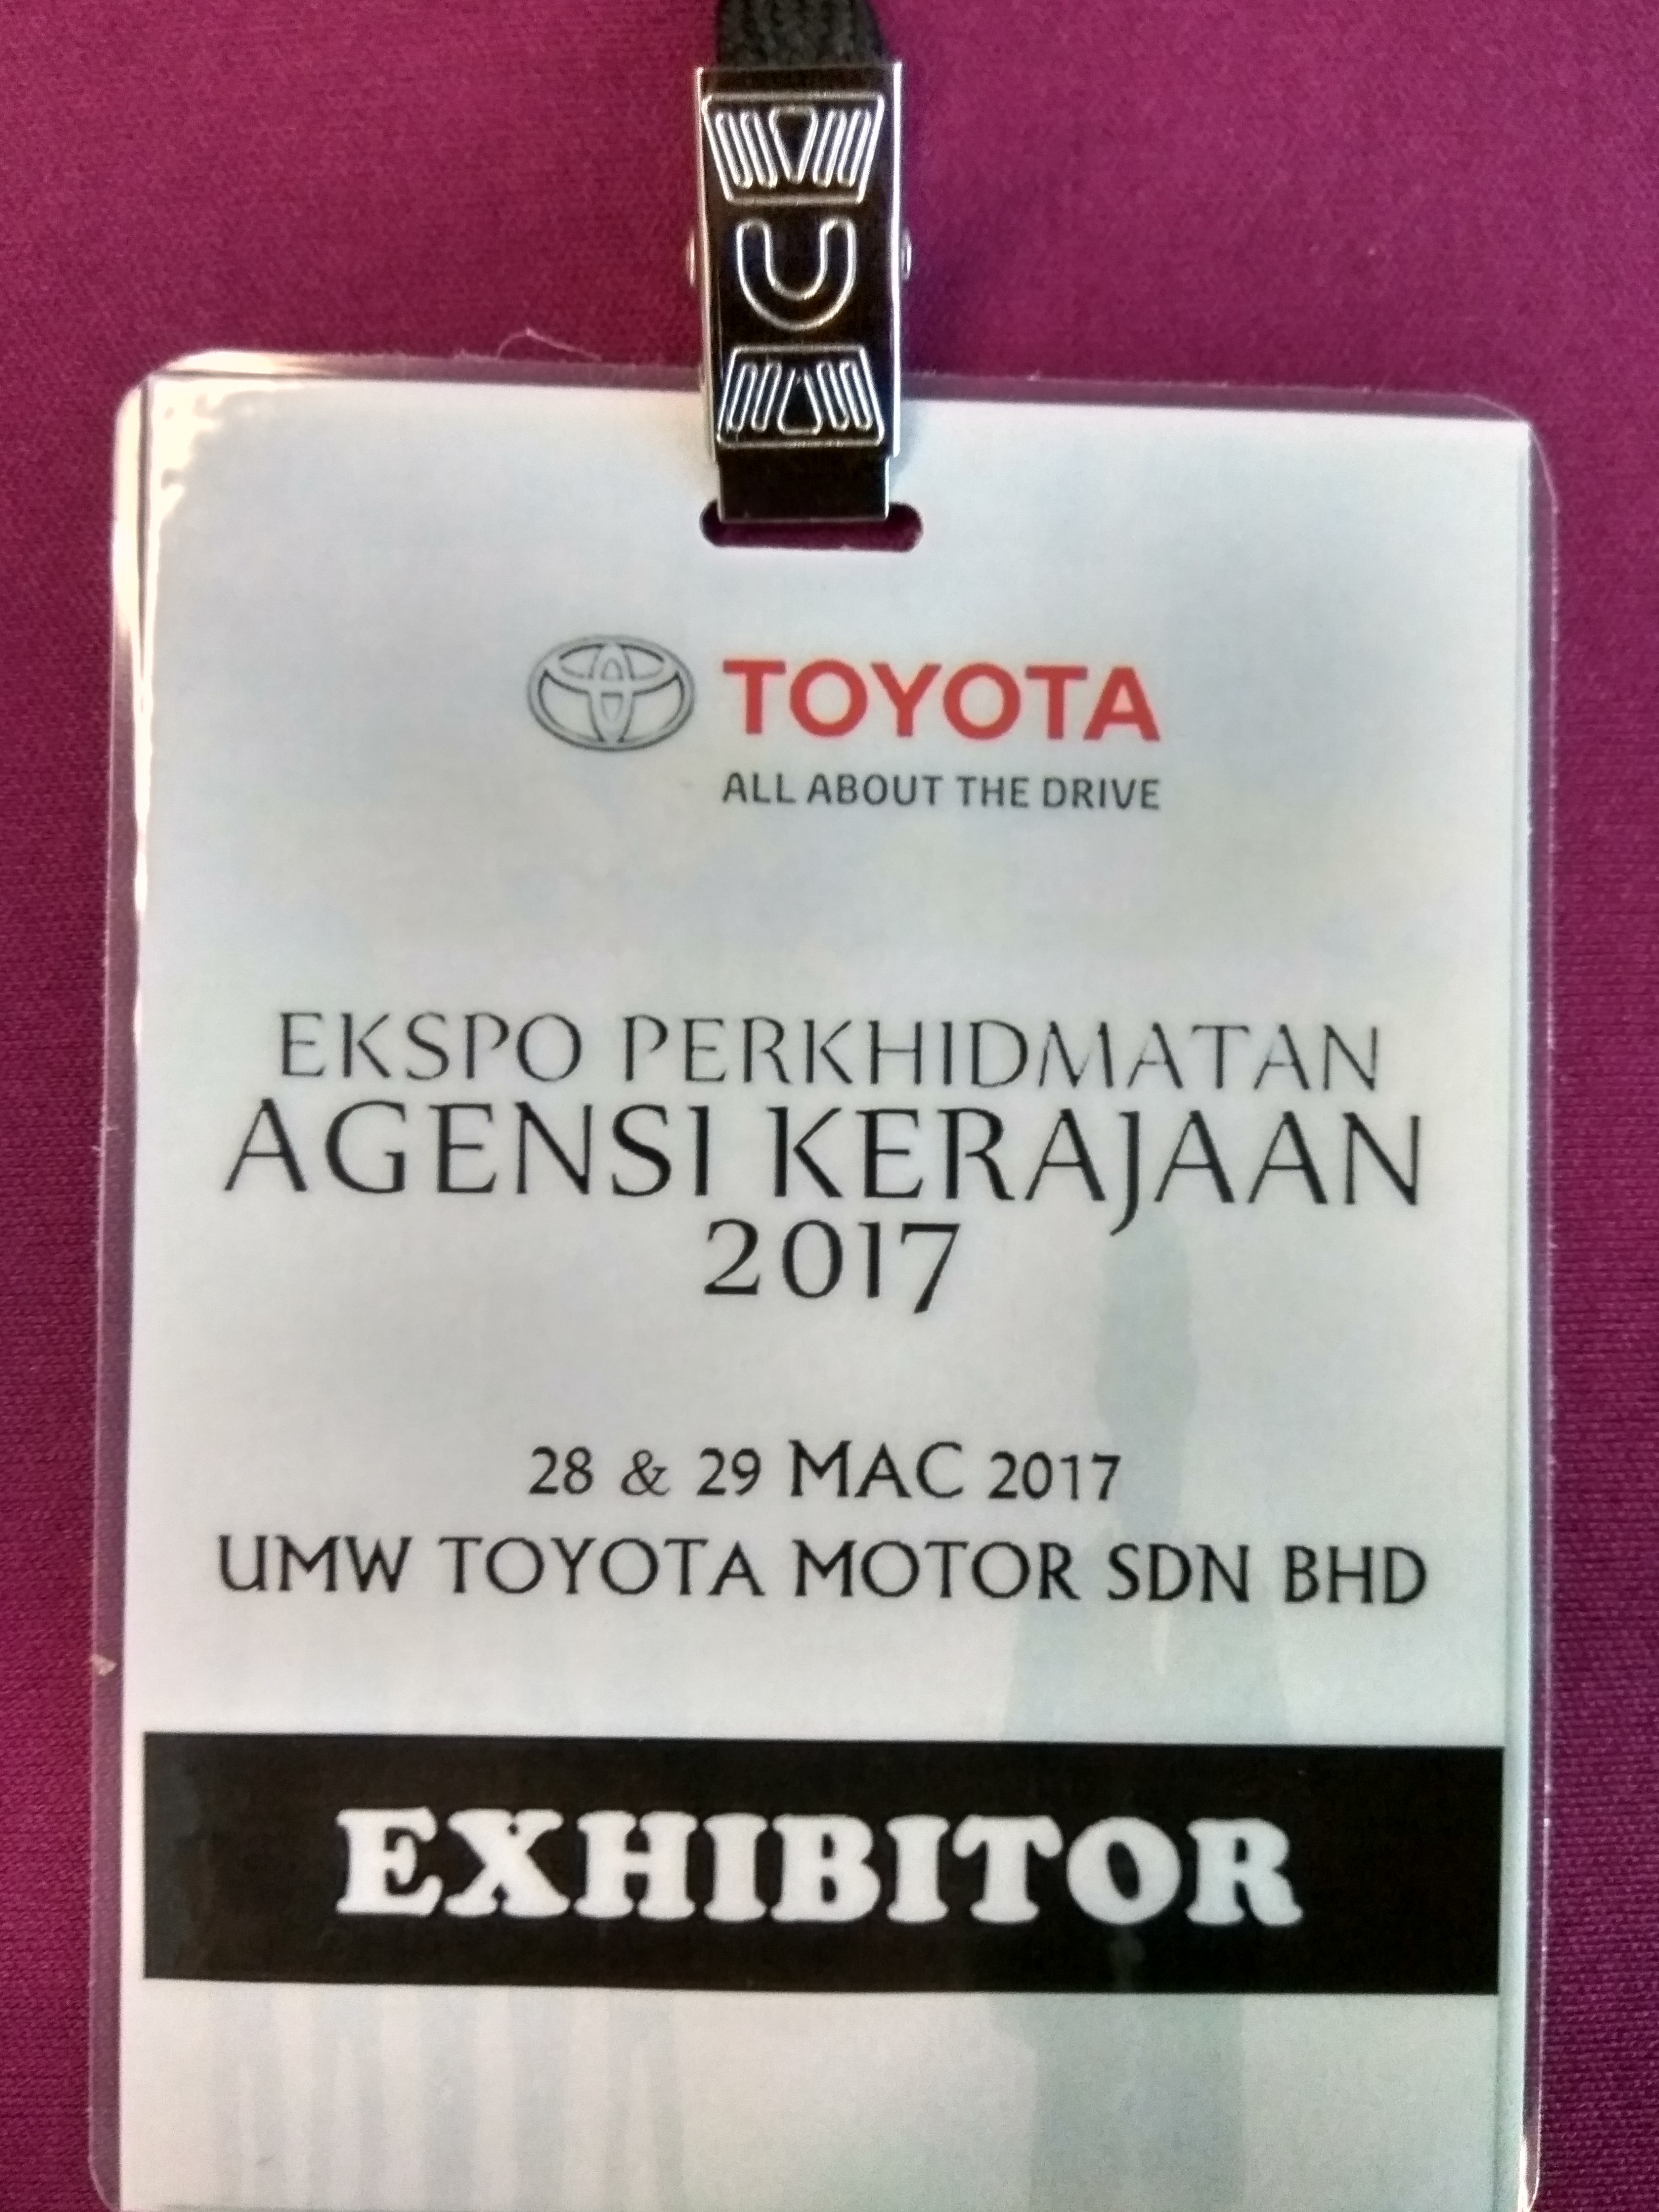 TOYOTA
ALL ABOUT THE DRIVE
EKSPO PERKHIDMATAN
AGENSI KERAJAAN
2017
28 & 29 MAC 2017
UMW TOYOTA MOTOR SDN BHD
EXHIBITOR